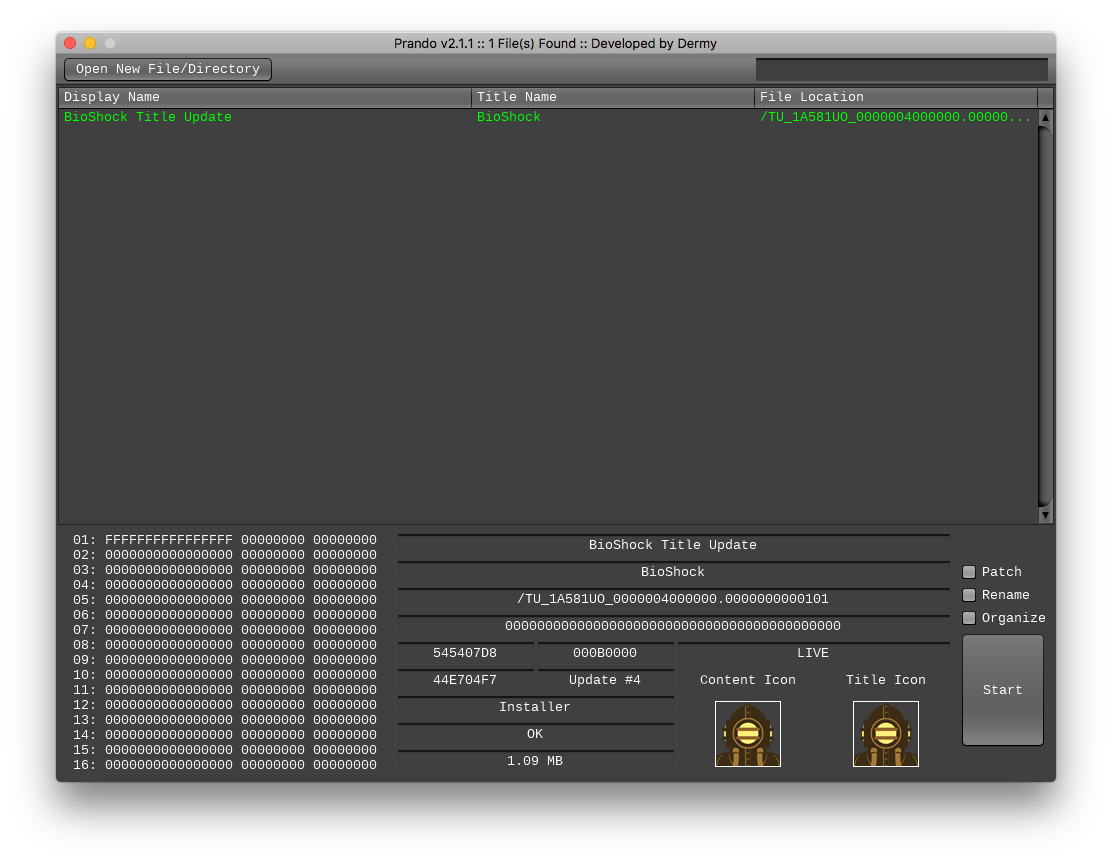 Prando v2.1.1 :: 1 File(s) Found :: Developed by Dermy
Open New File/Directory
Display Name Title Name File Location
BioShock Title Update BioShock /TU_1A581UO_0000004000000.00000...
01: FFFFFFFFFFFFFFFF 00000000 00000000
02: 0000000000000000 00000000 00000000
03: 0000000000000000 00000000 00000000
04: 0000000000000000 00000000 00000000
05: 0000000000000000 00000000 00000000
06: 0000000000000000 00000000 00000000
07: 0000000000000000 00000000 00000000
08: 0000000000000000 00000000 00000000
09: 0000000000000000 00000000 00000000
10: 0000000000000000 00000000 00000000
11: 0000000000000000 00000000 00000000
12: 0000000000000000 00000000 00000000
13: 0000000000000000 00000000 00000000
14: 0000000000000000 00000000 00000000
15: 0000000000000000 00000000 00000000
16: 0000000000000000 00000000 00000000
BioShock Title Update
BioShock
/TU_1A581UO_0000004000000.0000000000101
000000000000000000000000000000000000000000
545407D8 000B0000 LIVE
44E704F7 Update #4 Content Icon Title Icon
Installer
OK
1.09 MB
Patch
Rename
Organize
Start